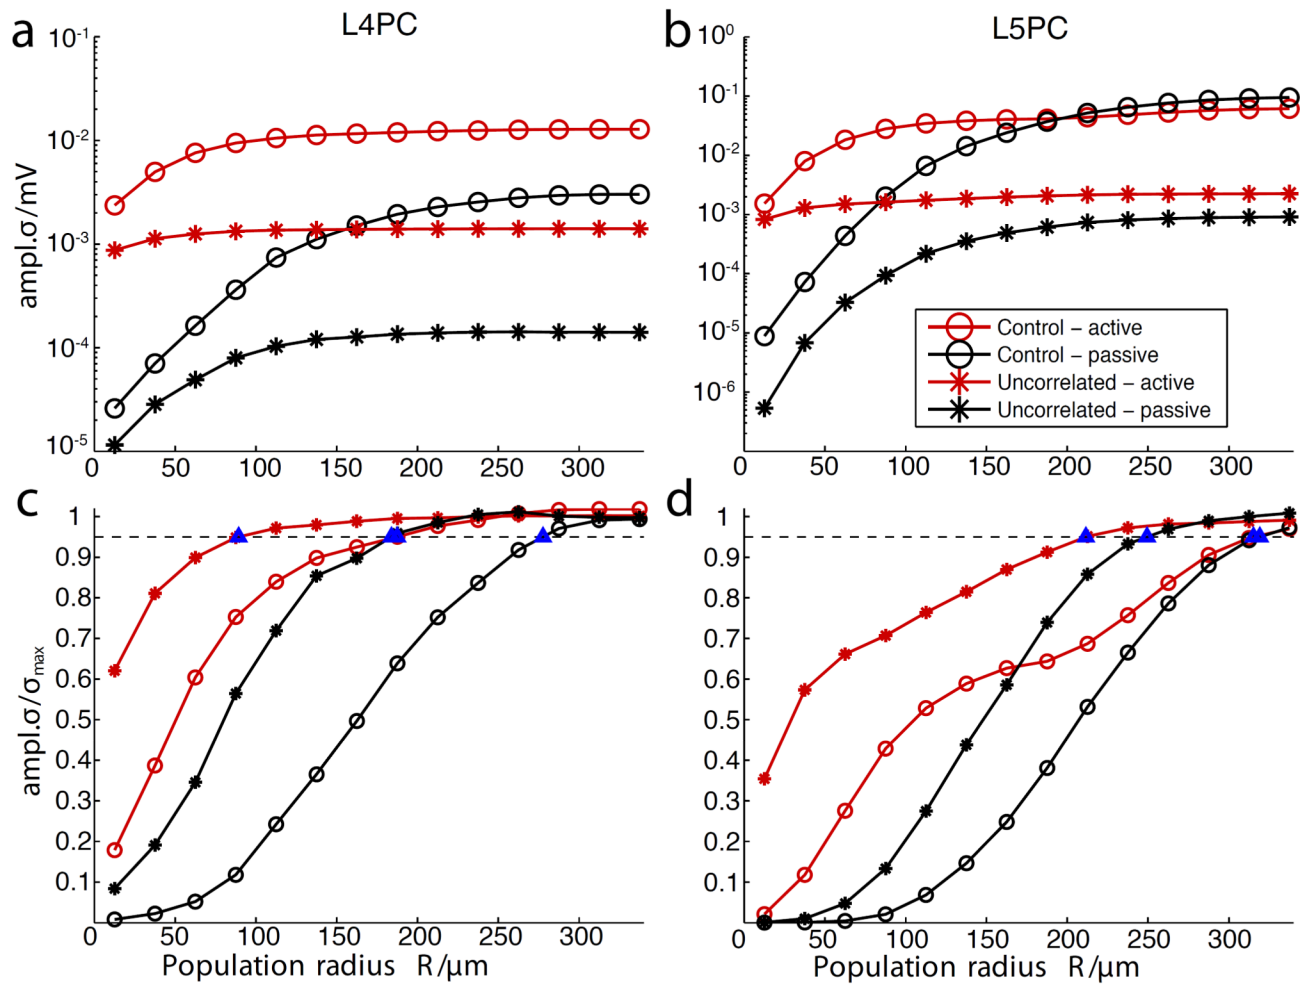 a
L4PC
10-1
10-2
10-3
10-4
10-5
ampl.σ/mV
0 50 100 150 200 250 300
b
L5PC
100
10-1
10-2
10-3
10-4
10-5
10-6
Control – active
Control – passive
Uncorrelated – active
Uncorrelated – passive
0 50 100 150 200 250 300
c
1
0.9
0.8
0.7
0.6
0.5
0.4
0.3
0.2
0.1
ampl.σ/σmax
0 50 100 150 200 250 300
Population radius R/μm
d
1
0.9
0.8
0.7
0.6
0.5
0.4
0.3
0.2
0.1
0 50 100 150 200 250 300
Population radius R/μm